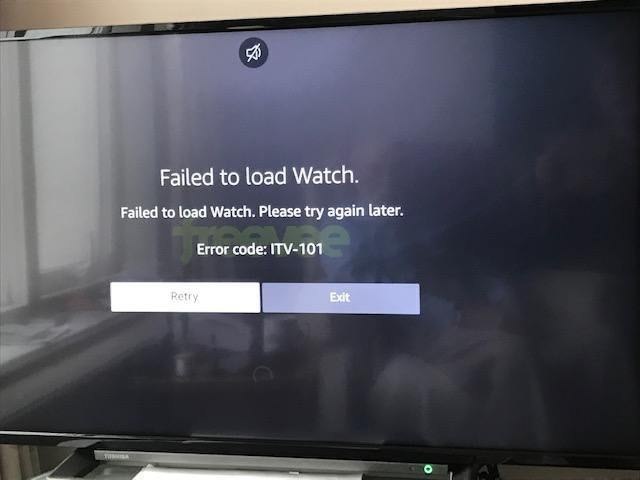 Failed to load Watch.
Failed to load Watch. Please try again later.
freevee
Error code: ITV-101
Retry
Exit
TOSHIBA